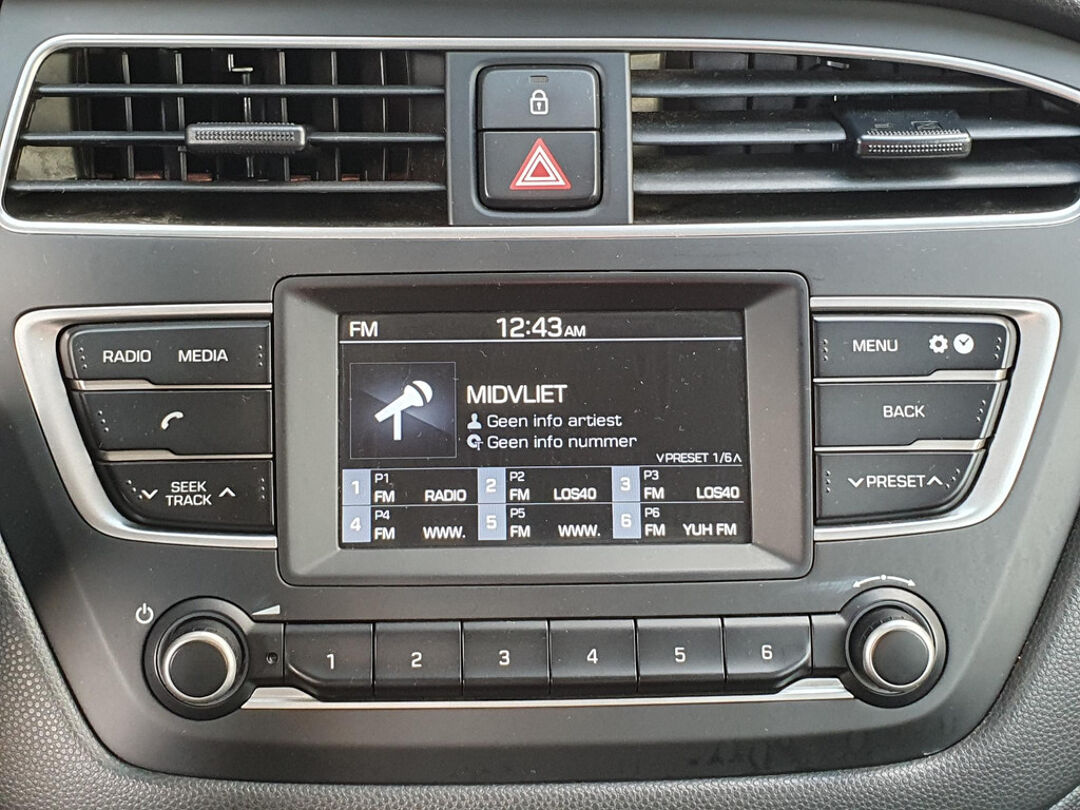 RADIO MEDIA
SEEK
TRACK
FM 12:43 AM
MIDVLIET
Geen info artiest
Geen info nummer
PRESET 1/6
1 P1 FM RADIO
2 P2 FM LOS40
3 P3 FM LOS40
4 P4 FM WWW.
5 P5 FM WWW.
6 P6 FM YUH FM
MENU
BACK
PRESET
1 2 3 4 5 6